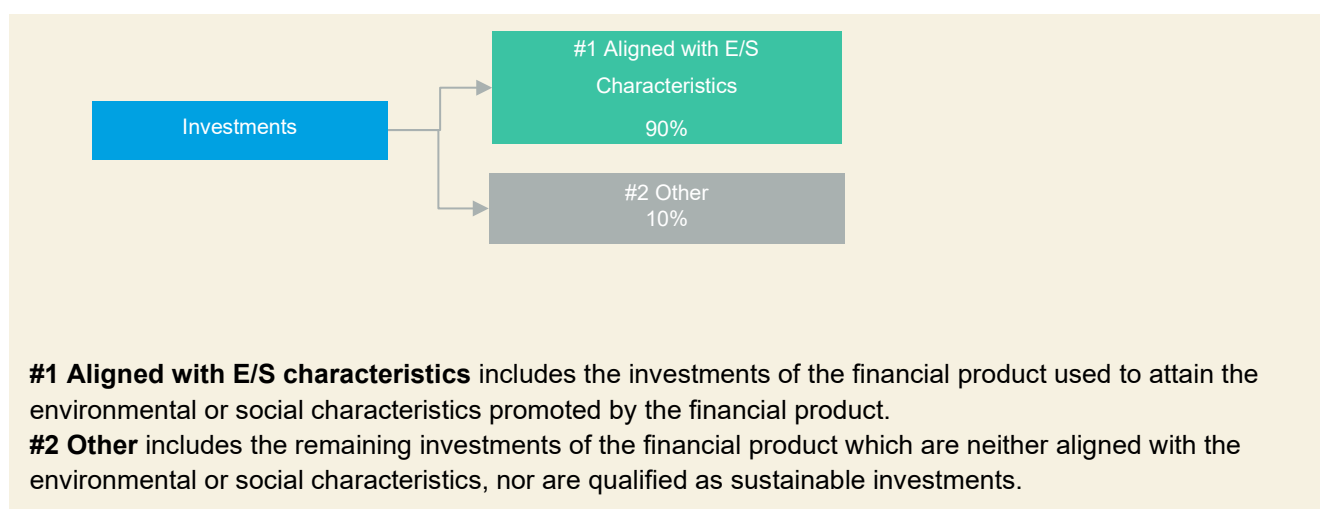 #1 Aligned with E/S
Characteristics
90%
Investments
#2 Other
10%
#1 Aligned with E/S characteristics includes the investments of the financial product used to attain the
environmental or social characteristics promoted by the financial product.
#2 Other includes the remaining investments of the financial product which are neither aligned with the
environmental or social characteristics, nor are qualified as sustainable investments.